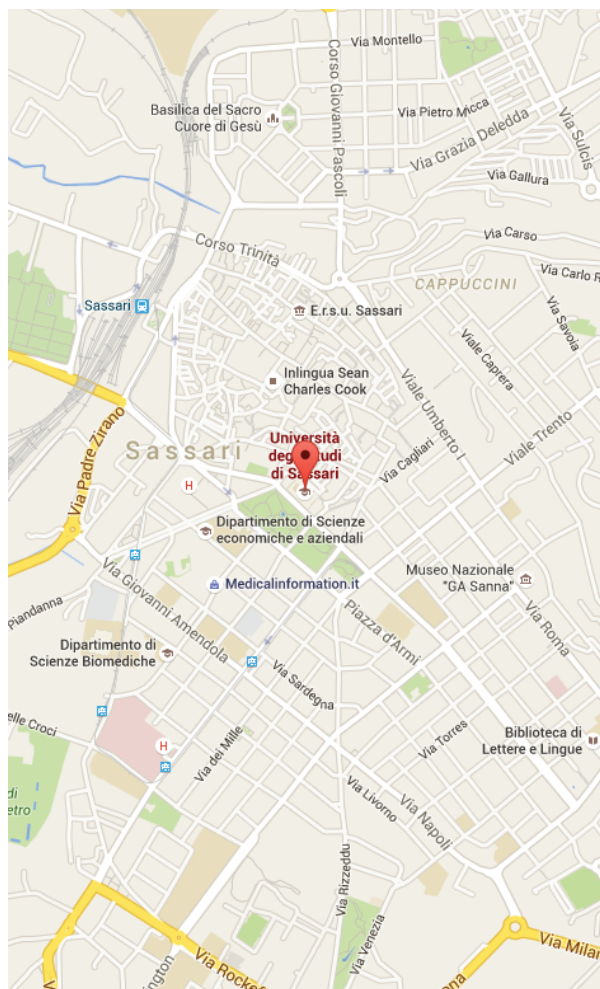 Via Montello
Corso Giovanni Pascoli
Basilica del Sacro
Cuore di Gesù
Via Pietro Micca
Via Grazia Deledda
Via Sulcis
Via Gallura
Corso Trinità
Via Carso
Via Carlo R
CAPPUCCINI
Sassari
E.r.s.u. Sassari
Via Savoia
Viale Caprera
Inlingua Sean
Charles Cook
Viale Umberto I
Viale Trento
Via Padre Zirano
Sassari
Università
degli Studi
di Sassari
Via Cagliari
H
Dipartimento di Scienze
economiche e aziendali
Museo Nazionale
"GA Sanna"
Medicalinformation.it
Piandanna
Via Giovanni Amendola
Piazza d'Armi
Via Roma
Dipartimento di
Scienze Biomediche
Via Sardegna
elle Croci
H
Via dei Mille
Via Torres
Biblioteca di
Lettere e Lingue
di
etro
Via Livorno
Via Napoli
Via Rizzeddu
Via Venezia
Via Rocke
Via Milan
ington
ona
V